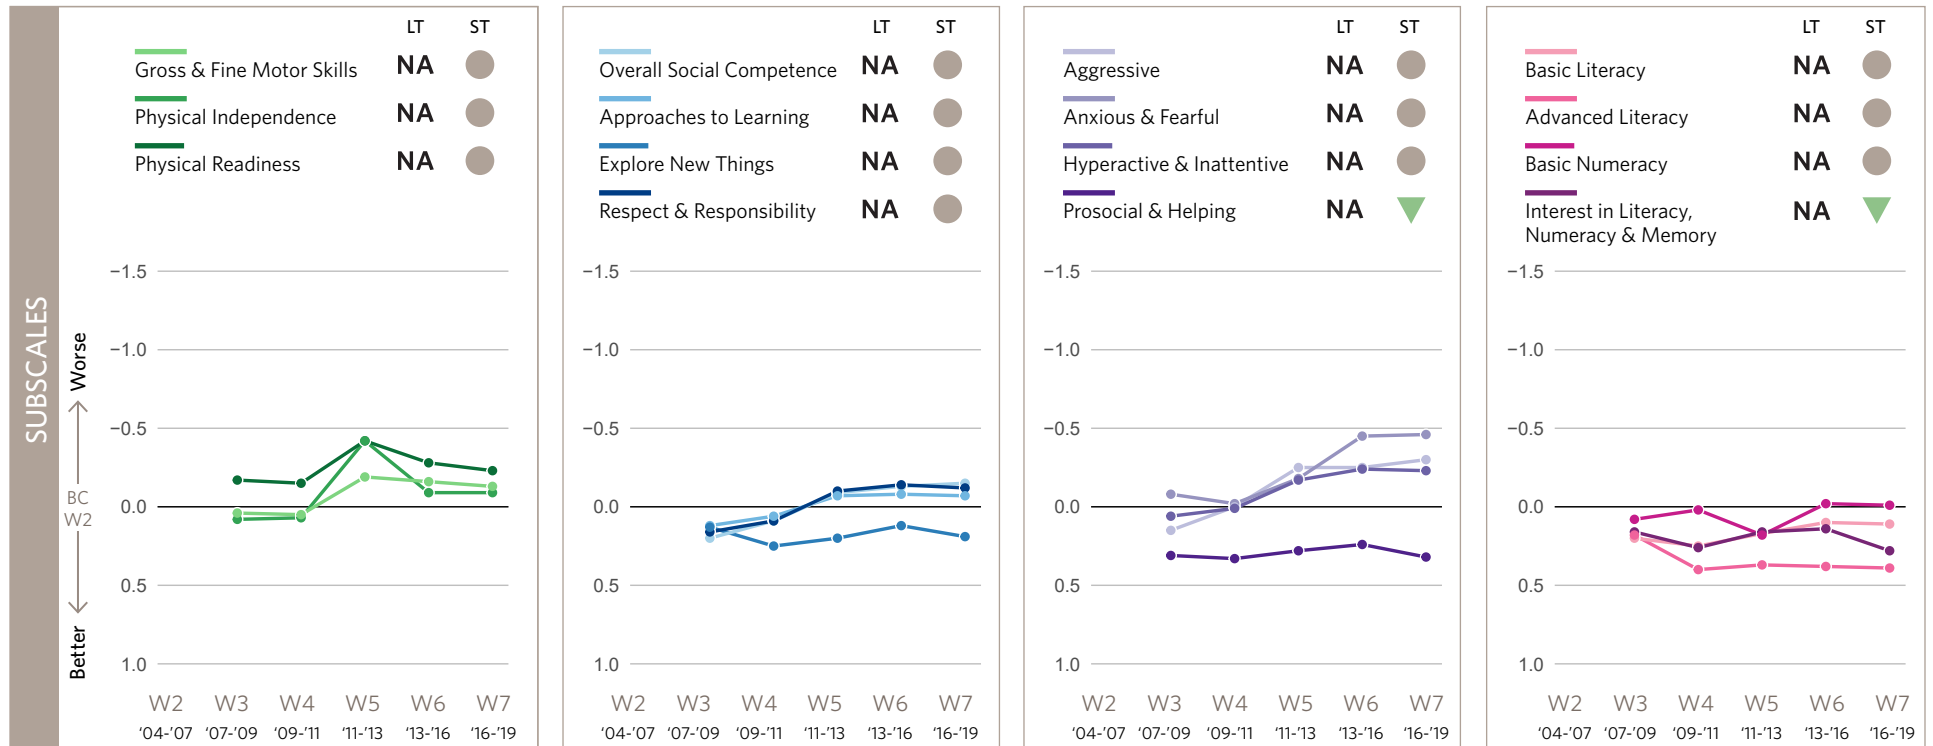 SUBSCALES
Worse
BC
W2
Better
LT ST
Gross & Fine Motor Skills NA
Physical Independence NA
Physical Readiness NA
−1.5
−1.0
−0.5
0.0
0.5
1.0
W2 W3 W4 W5 W6 W7
‘04-’07 ‘07-’09 ‘09-’11 ‘11-’13 ‘13-’16 ‘16-’19
LT ST
Overall Social Competence NA
Approaches to Learning NA
Explore New Things NA
Respect & Responsibility NA
−1.5
−1.0
−0.5
0.0
0.5
1.0
W2 W3 W4 W5 W6 W7
‘04-’07 ‘07-’09 ‘09-’11 ‘11-’13 ‘13-’16 ‘16-’19
LT ST
Aggressive NA
Anxious & Fearful NA
Hyperactive & Inattentive NA
Prosocial & Helping NA
−1.5
−1.0
−0.5
0.0
0.5
1.0
W2 W3 W4 W5 W6 W7
‘04-’07 ‘07-’09 ‘09-’11 ‘11-’13 ‘13-’16 ‘16-’19
LT ST
Basic Literacy NA
Advanced Literacy NA
Basic Numeracy NA
Interest in Literacy, NA
Numeracy & Memory
−1.5
−1.0
−0.5
0.0
0.5
1.0
W2 W3 W4 W5 W6 W7
‘04-’07 ‘07-’09 ‘09-’11 ‘11-’13 ‘13-’16 ‘16-’19